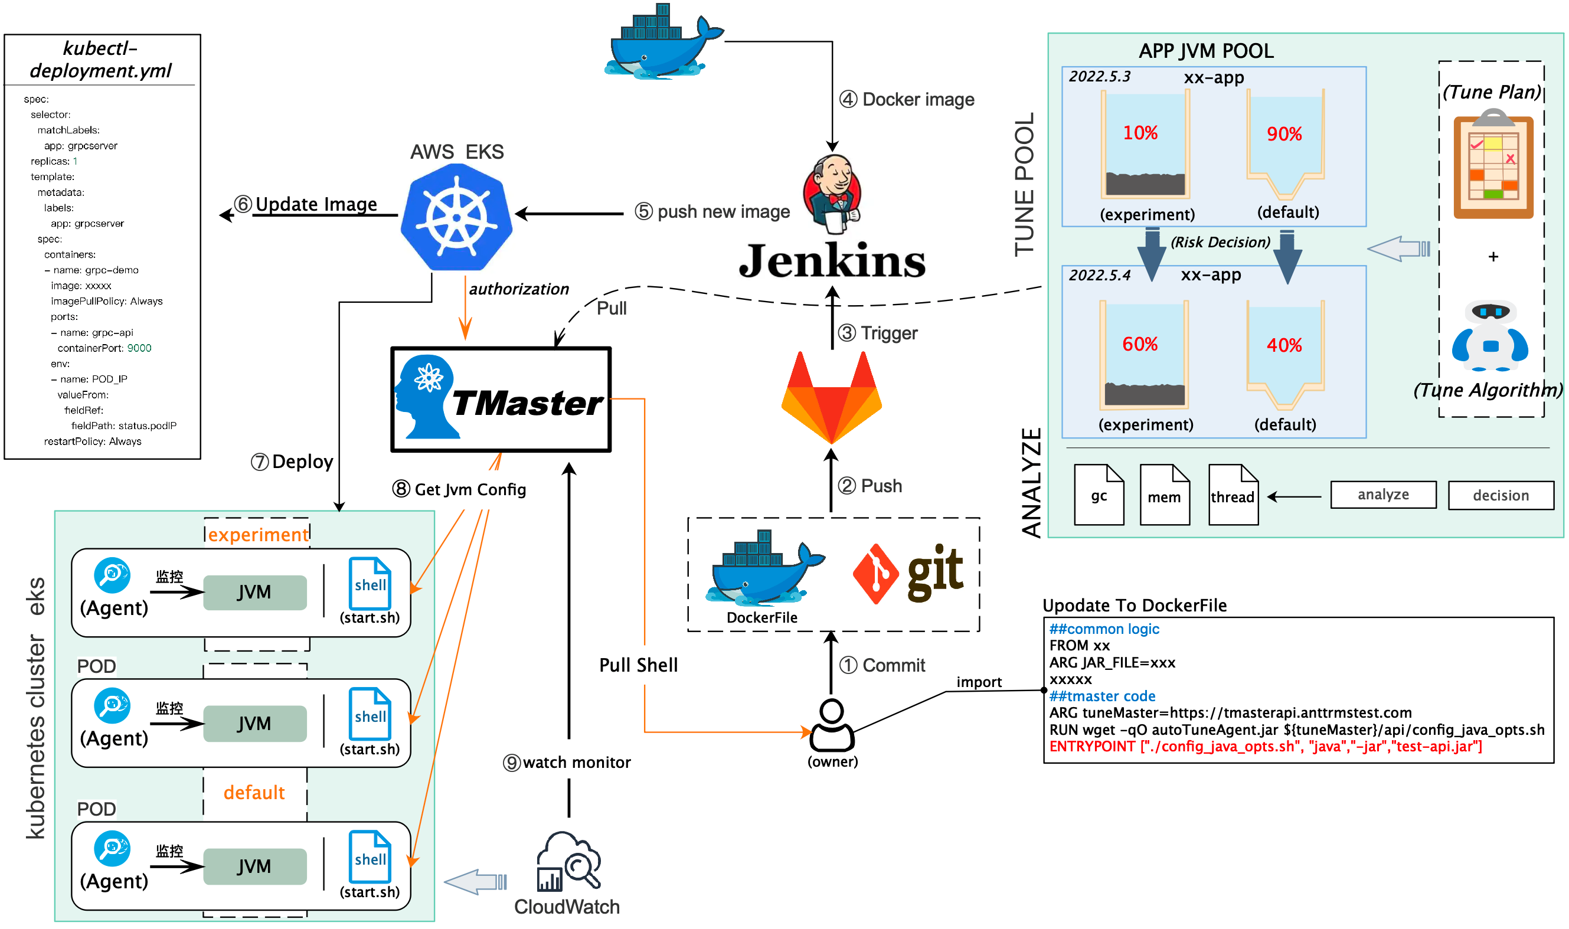 kubectl-
deployment.yml
spec:
selector:
matchLabels:
app: grpcserver
replicas: 1
template:
metadata:
labels:
app: grpcserver
spec:
containers:
- name: grpc-demo
image: xxxxx
imagePullPolicy: Always
ports:
- name: grpc-api
containerPort: 9000
env:
- name: POD_IP
valueFrom:
fieldRef:
fieldPath: status.podIP
restartPolicy: Always
④ Docker image
AWS EKS
⑥ Update Image
⑤ push new image
Jenkins
authorization
Pull
③ Trigger
TMaster
⑦ Deploy
⑧ Get Jvm Config
② Push
git
DockerFile
① Commit
Pull Shell
(owner)
import
⑨ watch monitor
CloudWatch
kubernetes cluster eks
experiment
监控
(Agent)
JVM
shell
(start.sh)
POD
监控
(Agent)
JVM
shell
(start.sh)
default
POD
监控
(Agent)
JVM
shell
(start.sh)
TUNE POOL
APP JVM POOL
2022.5.3
xx-app
10%
90%
(experiment)
(default)
(Risk Decision)
2022.5.4
xx-app
60%
40%
(experiment)
(default)
(Tune Plan)
+
(Tune Algorithm)
ANALYZE
gc
mem
thread
analyze
decision
Upodate To DockerFile
##common logic
FROM xx
ARG JAR_FILE=xxx
xxxxx
##tmaster code
ARG tuneMaster=https://tmasterapi.anttrmstest.com
RUN wget -qO autoTuneAgent.jar ${tuneMaster}/api/config_java_opts.sh
ENTRYPOINT ["./config_java_opts.sh", "java","-jar","test-api.jar"]